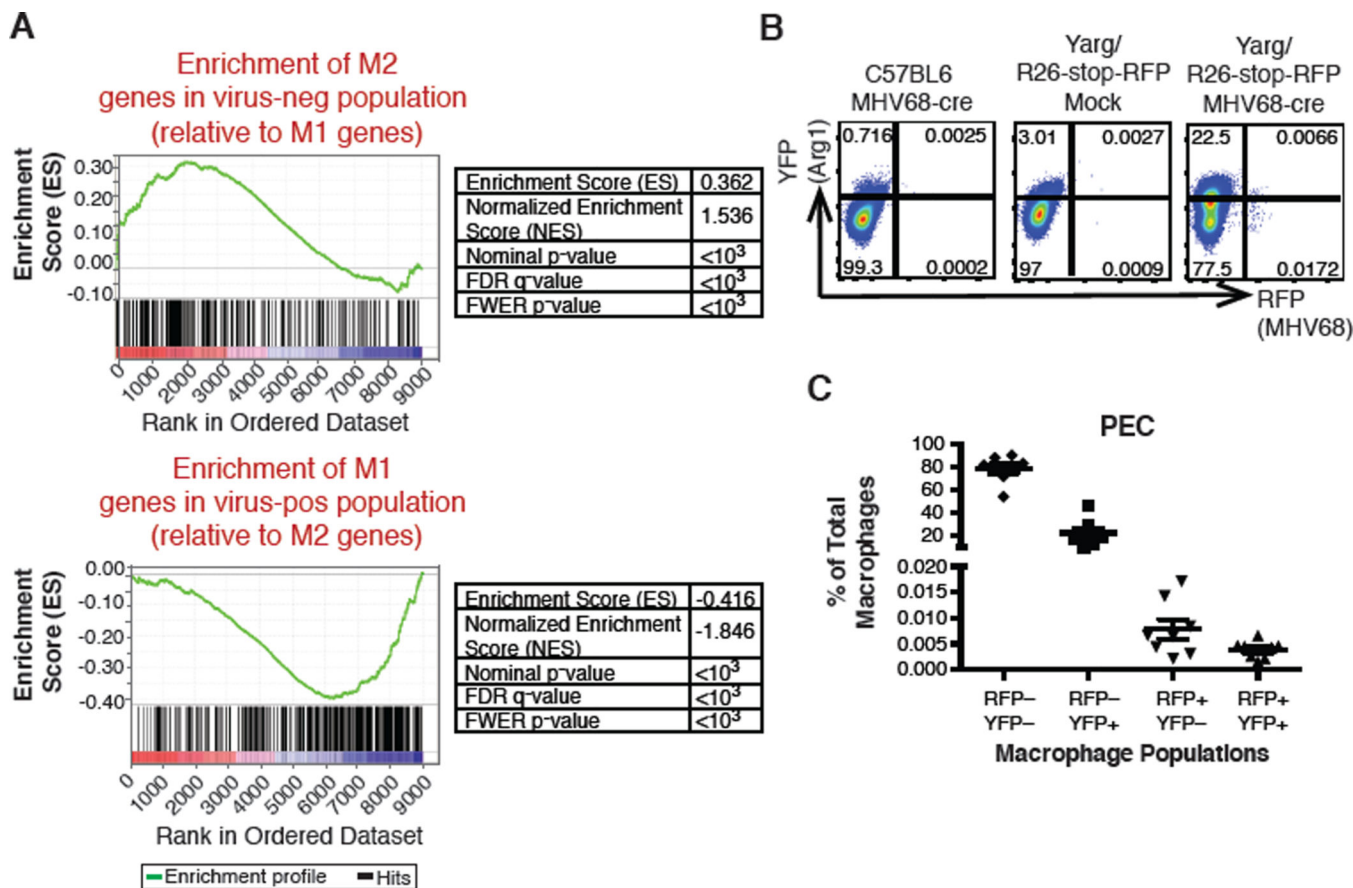 A
Enrichment of M2
genes in virus-neg population
(relative to M1 genes)
Enrichment
Score (ES)
0.30
0.20
0.10
0.00
-0.10
0
1000
2000
3000
4000
5000
6000
7000
8000
9000
Rank in Ordered Dataset
Enrichment Score (ES) 0.362
Normalized Enrichment
Score (NES) 1.536
Nominal p-value <10³
FDR q-value <10³
FWER p-value <10³
Enrichment of M1
genes in virus-pos population
(relative to M2 genes)
Enrichment
Score (ES)
0.00
-0.10
-0.20
-0.30
-0.40
0
1000
2000
3000
4000
5000
6000
7000
8000
9000
Rank in Ordered Dataset
Enrichment profile Hits
Enrichment Score (ES) -0.416
Normalized Enrichment
Score (NES) -1.846
Nominal p-value <10³
FDR q-value <10³
FWER p-value <10³
B
C57BL6
MHV68-cre
Yarg/
R26-stop-RFP
Mock
Yarg/
R26-stop-RFP
MHV68-cre
YFP
(Arg1)
0.716 0.0025
99.3 0.0002
3.01 0.0027
97 0.0009
22.5 0.0066
77.5 0.0172
RFP
(MHV68)
C
PEC
% of Total
Macrophages
100
80
60
40
20
0.020
0.015
0.010
0.005
0.000
RFP–
YFP–
RFP–
YFP+
RFP+
YFP–
RFP+
YFP+
Macrophage Populations